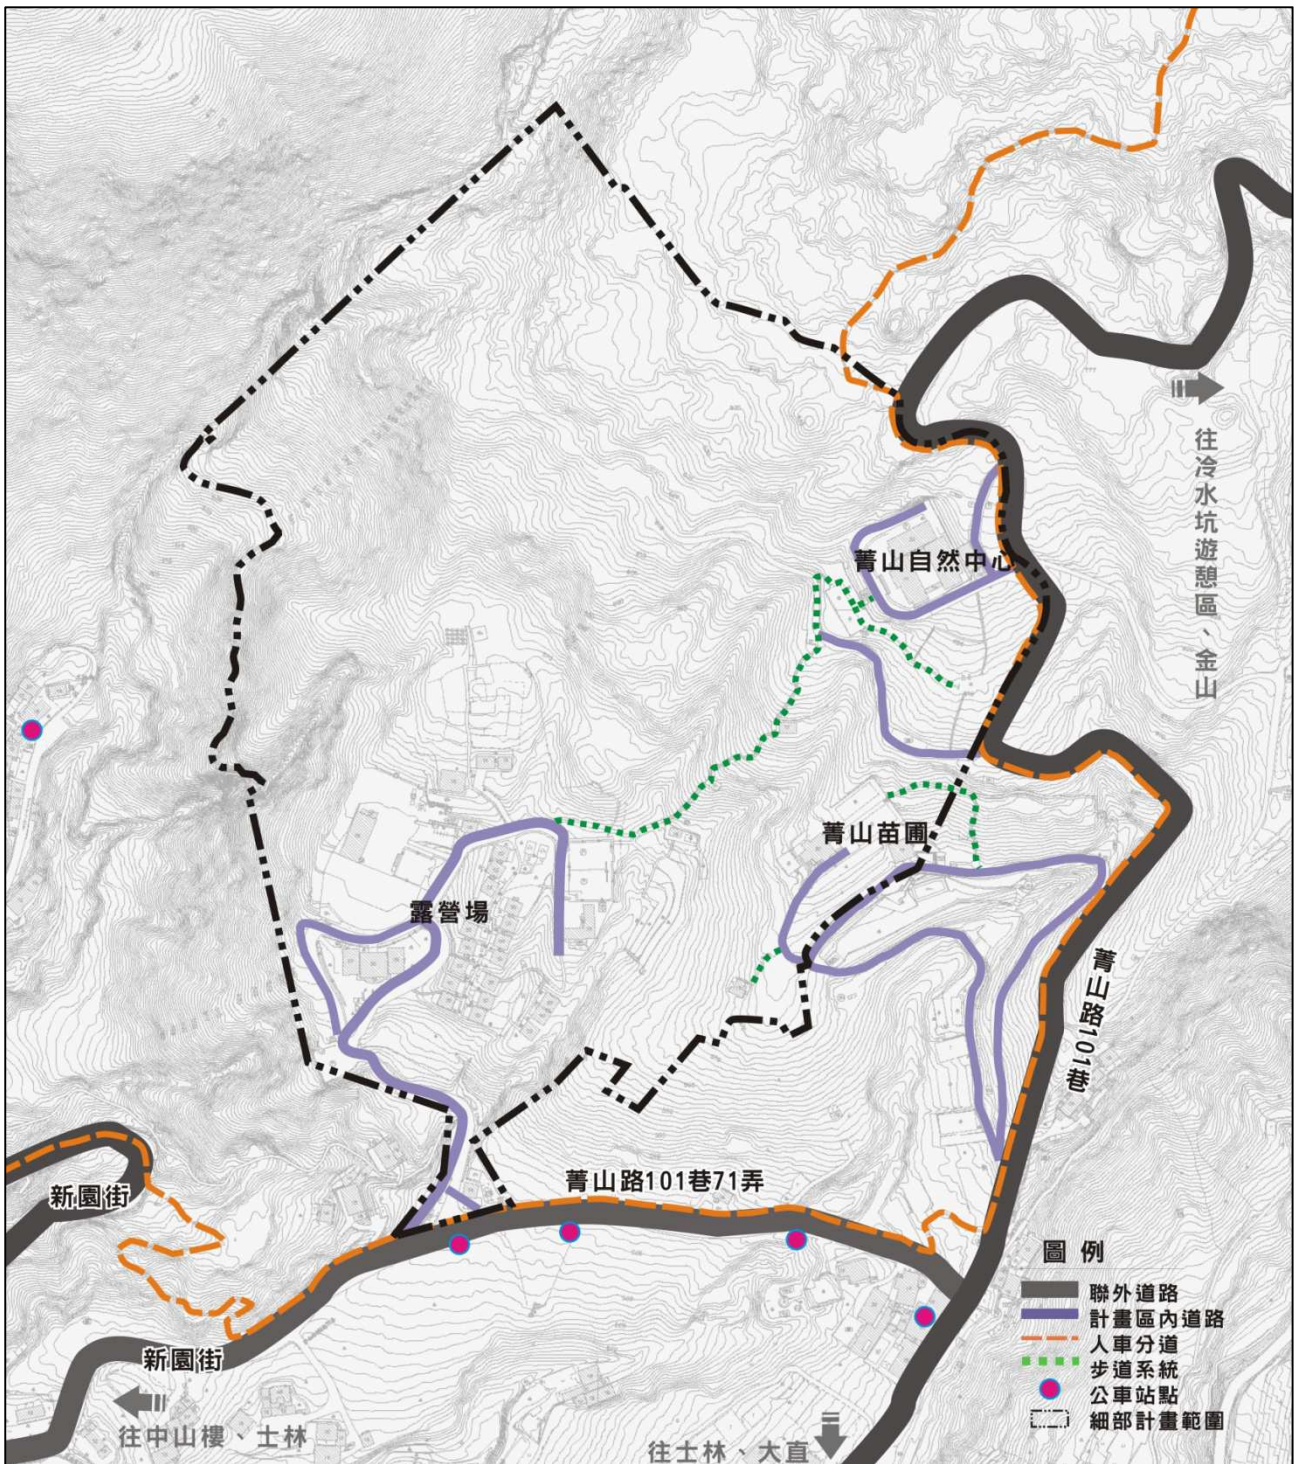 往冷水坑遊憩區、金山
菁山自然中心
菁山苗圃
露營場
菁山路101巷
菁山路101巷71弄
新園街
新園街
往中山樓、士林
往士林、大直
圖例
聯外道路
計畫區內道路
人車分道
步道系統
公車站點
細部計畫範圍